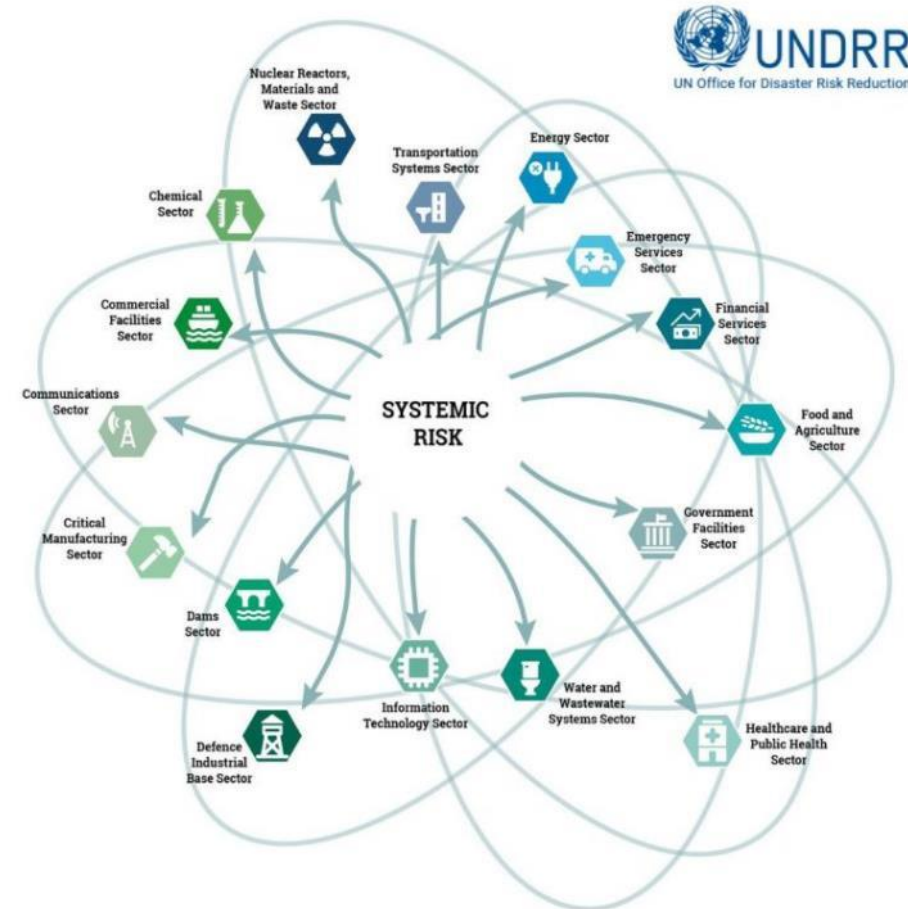 UNDRR
UN Office for Disaster Risk Reduction
Nuclear Reactors,
Materials and
Waste Sector
Transportation
Systems Sector
Energy Sector
Chemical
Sector
Emergency
Services
Sector
Commercial
Facilities
Sector
Financial
Services
Sector
Communications
Sector
SYSTEMIC
RISK
Food and
Agriculture
Sector
Critical
Manufacturing
Sector
Government
Facilities
Sector
Dams
Sector
Information
Technology Sector
Water and
Wastewater
Systems Sector
Defence
Industrial
Base Sector
Healthcare and
Public Health
Sector